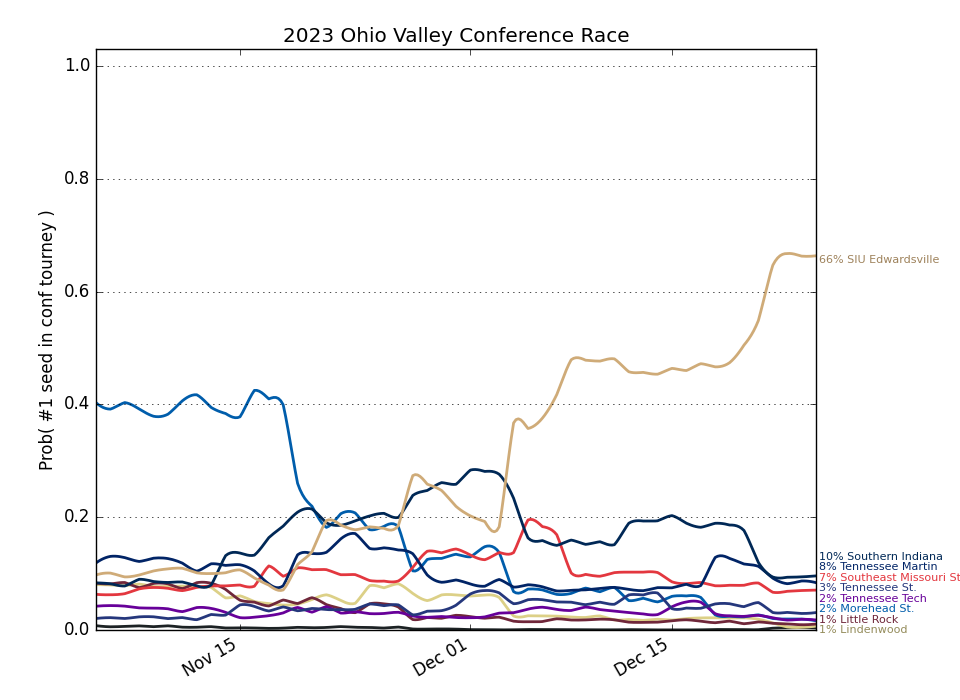 2023 Ohio Valley Conference Race
Prob( #1 seed in conf tourney )
1.0
0.8
0.6
0.4
0.2
0.0
Nov 15
Dec 01
Dec 15
66% SIU Edwardsville
10% Southern Indiana
8% Tennessee Martin
7% Southeast Missouri St
3% Tennessee St.
2% Tennessee Tech
2% Morehead St.
1% Little Rock
1% Lindenwood